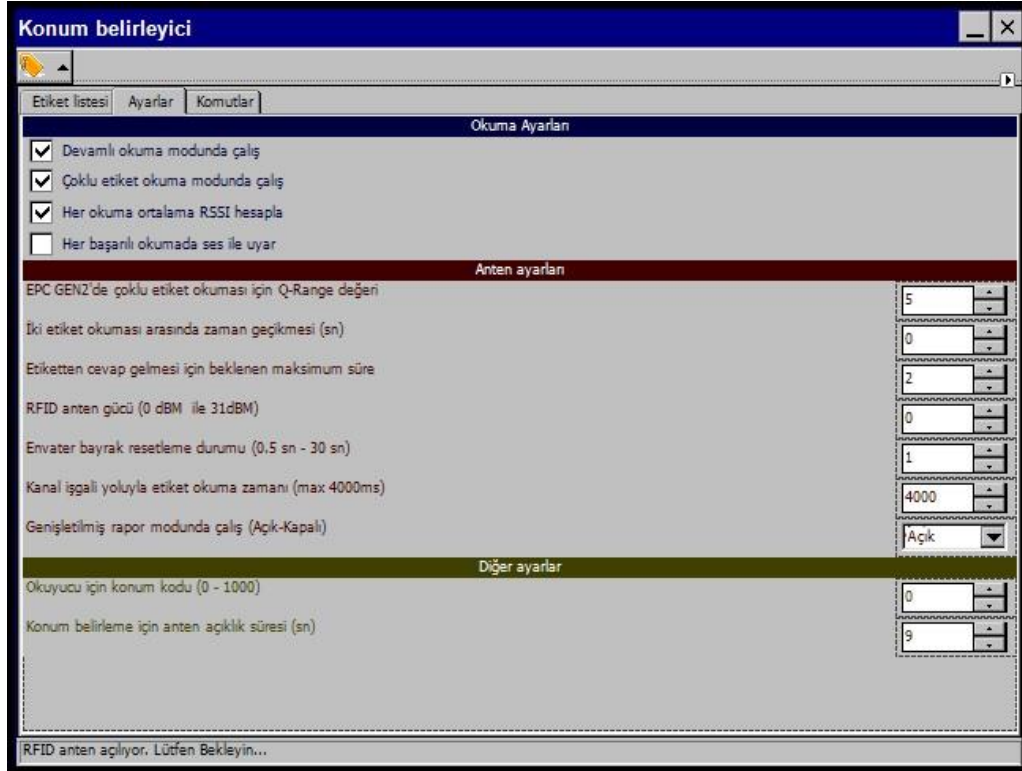 Konum belirleyici
Etiket listesi Ayarlar Komutlar
Okuma Ayarları
Devamlı okuma modunda çalış
Çoklu etiket okuma modunda çalış
Her okuma ortalama RSSI hesapla
Her başarılı okumada ses ile uyar
Anten ayarları
EPC GEN2'de çoklu etiket okuması için Q-Range değeri 5
İki etiket okuması arasında zaman geçikmesi (sn) 0
Etiketten cevap gelmesi için beklenen maksimum süre 2
RFID anten gücü (0 dBM ile 31dBM) 0
Envater bayrak resetleme durumu (0.5 sn - 30 sn) 1
Kanal işgali yoluyla etiket okuma zamanı (max 4000ms) 4000
Genişletilmiş rapor modunda çalış (Açık-Kapalı) Açık
Diğer ayarlar
Okuyucu için konum kodu (0 - 1000) 0
Konum belirleme için anten açıklık süresi (sn) 9
RFID anten açılıyor. Lütfen Bekleyin...